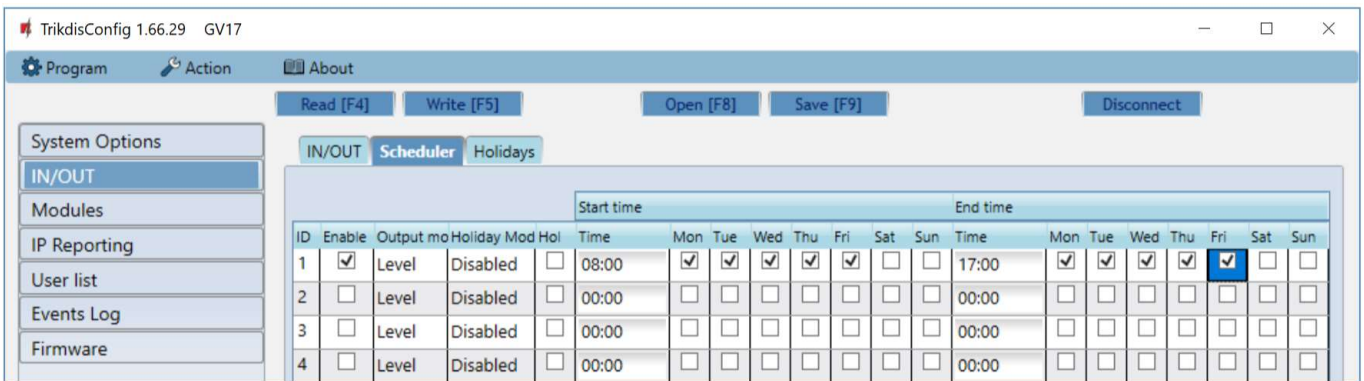 TrikdisConfig 1.66.29 GV17
Program Action About
Read [F4] Write [F5] Open [F8] Save [F9] Disconnect
System Options
IN/OUT
Modules
IP Reporting
User list
Events Log
Firmware
IN/OUT Scheduler Holidays
Start time End time
ID Enable Output mo Holiday Mod Hol Time Mon Tue Wed Thu Fri Sat Sun Time Mon Tue Wed Thu Fri Sat Sun
1 Level Disabled 08:00 17:00
2 Level Disabled 00:00 00:00
3 Level Disabled 00:00 00:00
4 Level Disabled 00:00 00:00